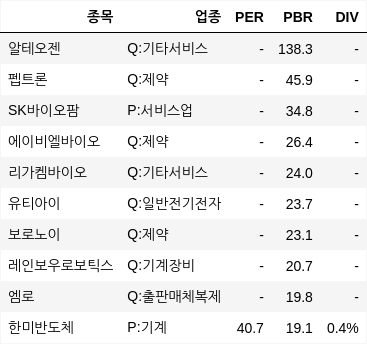 종목 업종 PER PBR DIV
알테오젠 Q:기타서비스 - 138.3 -
펩트론 Q:제약 - 45.9 -
SK바이오팜 P:서비스업 - 34.8 -
에이비엘바이오 Q:제약 - 26.4 -
리가켐바이오 Q:기타서비스 - 24.0 -
유티아이 Q:일반전기전자 - 23.7 -
보로노이 Q:제약 - 23.1 -
레인보우로보틱스 Q:기계장비 - 20.7 -
엠로 Q:출판매체복제 - 19.8 -
한미반도체 P:기계 40.7 19.1 0.4%